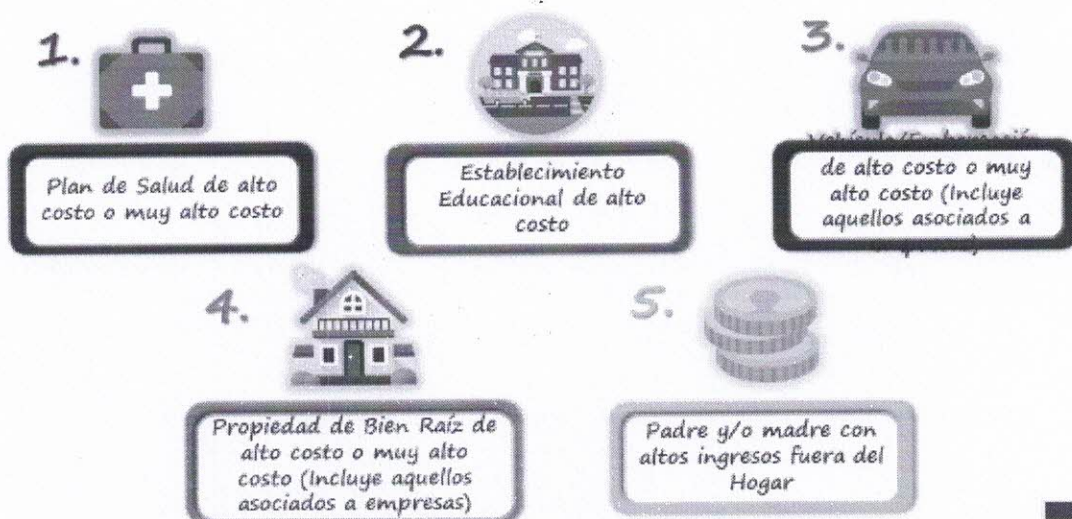 1.
Plan de Salud de alto
costo o muy alto costo
2.
Establecimiento
Educacional de alto
costo
3.
de alto costo o muy
alto costo (Incluye
aquellos asociados a
4.
Propiedad de Bien Raíz de
alto costo o muy alto
costo (Incluye aquellos
asociados a empresas)
5.
Padre y/o madre con
altos ingresos fuera del
Hogar